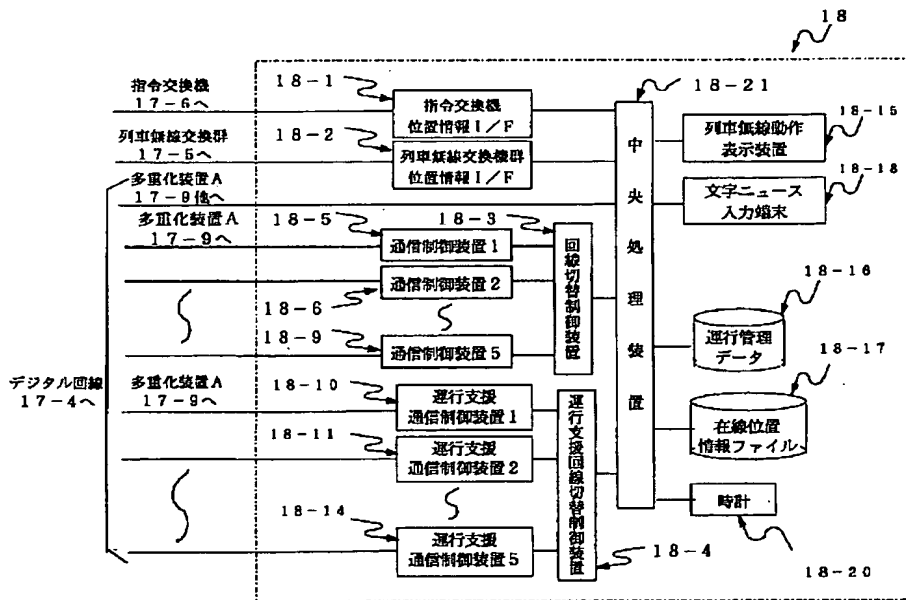 18
指令交換機
17-6へ
18-1
指令交換機
位置情報I/F
18-21
列車無線交換群
17-5へ
18-2
列車無線交換機群
位置情報I/F
中央処理装置
列車無線動作
表示装置
18-15
多重化装置A
17-9他へ
文字ニュース
入力端末
18-18
多重化装置A
17-9へ
18-5
通信制御装置1
18-3
回線切替制御装置
通信制御装置2
18-6
18-9
通信制御装置5
18-16
運行管理
データ
デジタル回線
17-4へ
多重化装置A
17-9へ
18-10
運行支援
通信制御装置1
18-11
運行支援
通信制御装置2
18-14
運行支援
通信制御装置5
運行支援回線切替制御装置
18-4
18-17
在線位置
情報ファイル
時計
18-20